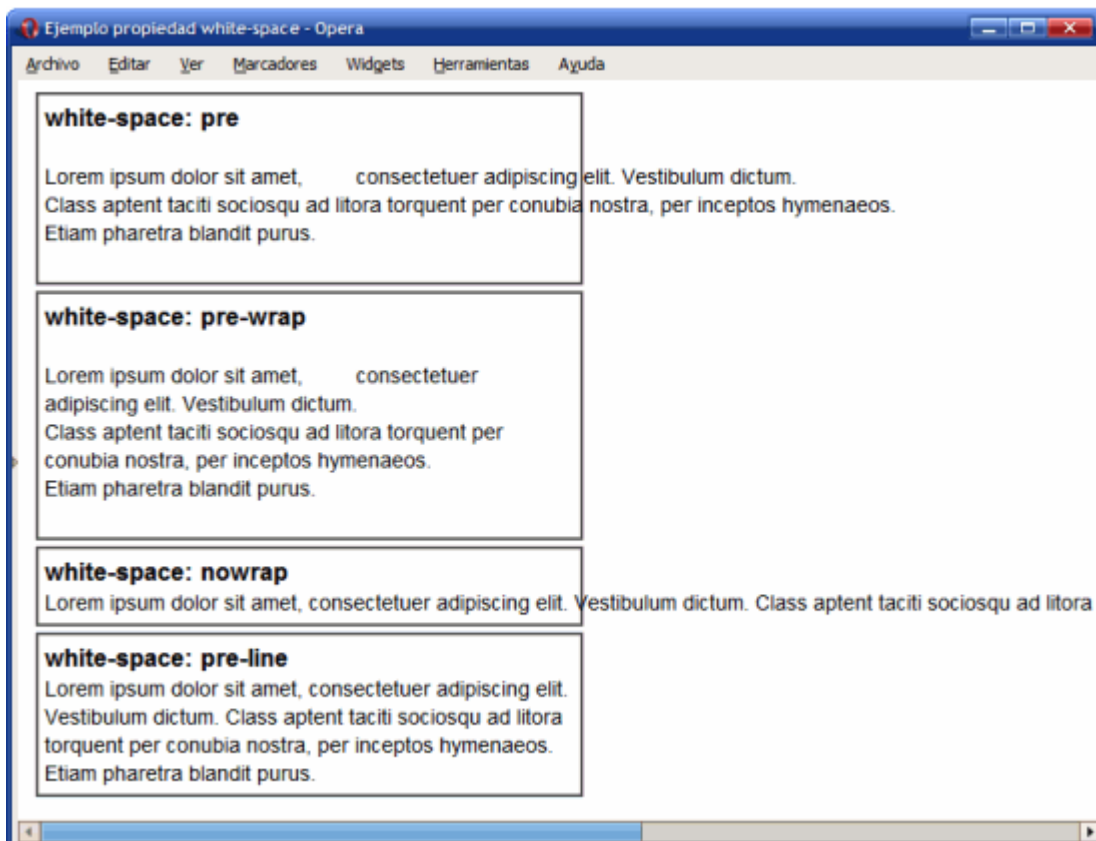 Ejemplo propiedad white-space - Opera
Archivo Editar Ver Marcadores Widgets Herramientas Ayuda
white-space: pre
Lorem ipsum dolor sit amet, consectetuer adipiscing elit. Vestibulum dictum.
Class aptent taciti sociosqu ad litora torquent per conubia nostra, per inceptos hymenaeos.
Etiam pharetra blandit purus.
white-space: pre-wrap
Lorem ipsum dolor sit amet, consectetuer
adipiscing elit. Vestibulum dictum.
Class aptent taciti sociosqu ad litora torquent per
conubia nostra, per inceptos hymenaeos.
Etiam pharetra blandit purus.
white-space: nowrap
Lorem ipsum dolor sit amet, consectetuer adipiscing elit. Vestibulum dictum. Class aptent taciti sociosqu ad litora
white-space: pre-line
Lorem ipsum dolor sit amet, consectetuer adipiscing elit.
Vestibulum dictum. Class aptent taciti sociosqu ad litora
torquent per conubia nostra, per inceptos hymenaeos.
Etiam pharetra blandit purus.